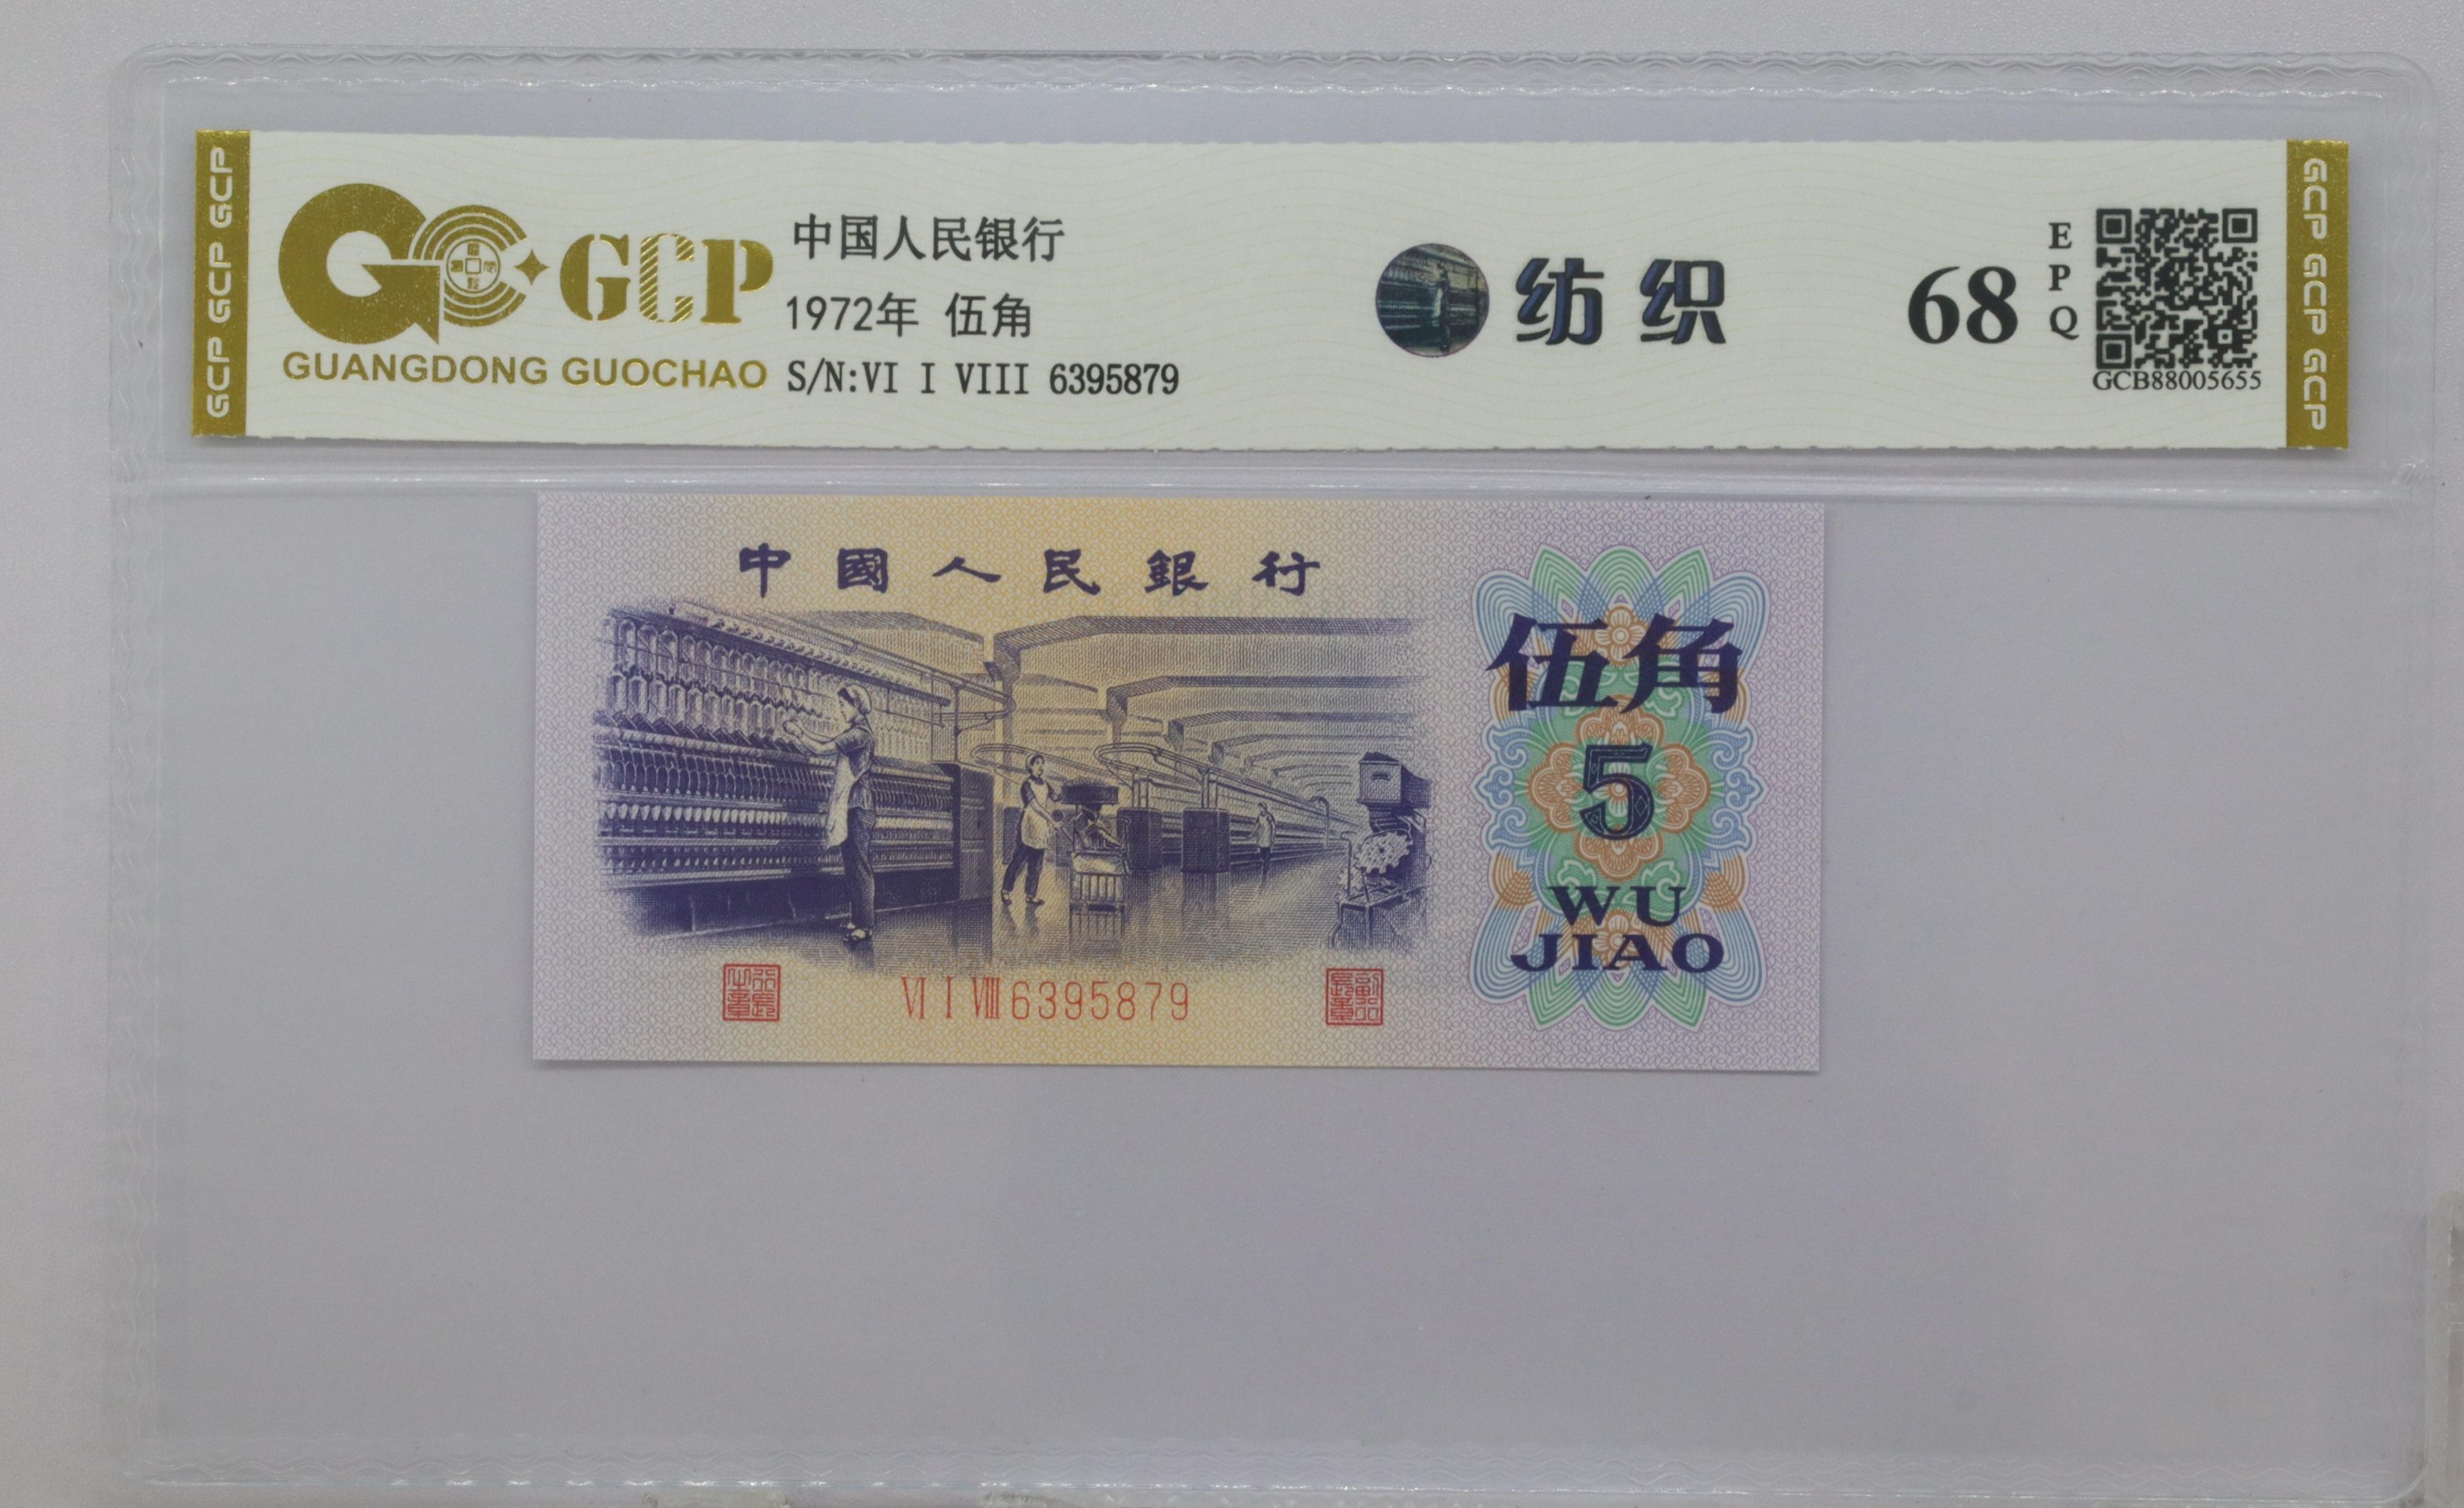 GCP GCP GCP
GCP
GUANGDONG GUOCHAO
中国人民银行
1972年 伍角
S/N:VI I VIII 6395879
纺织
68
E
P
Q
GCB88005655
GCP GCP GCP
中國人民銀行
伍角
5
WU
JIAO
VI I VIII 6395879